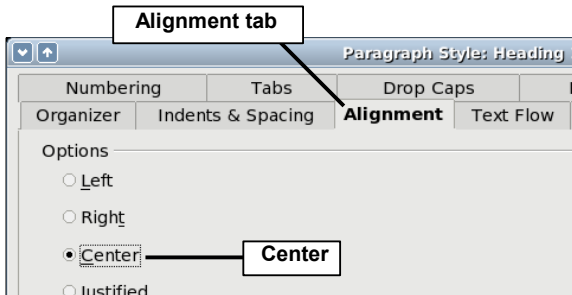 Alignment tab
Paragraph Style: Heading
Numbering Tabs Drop Caps
Organizer Indents & Spacing Alignment Text Flow
Options
Left
Right
Center Center
Justified